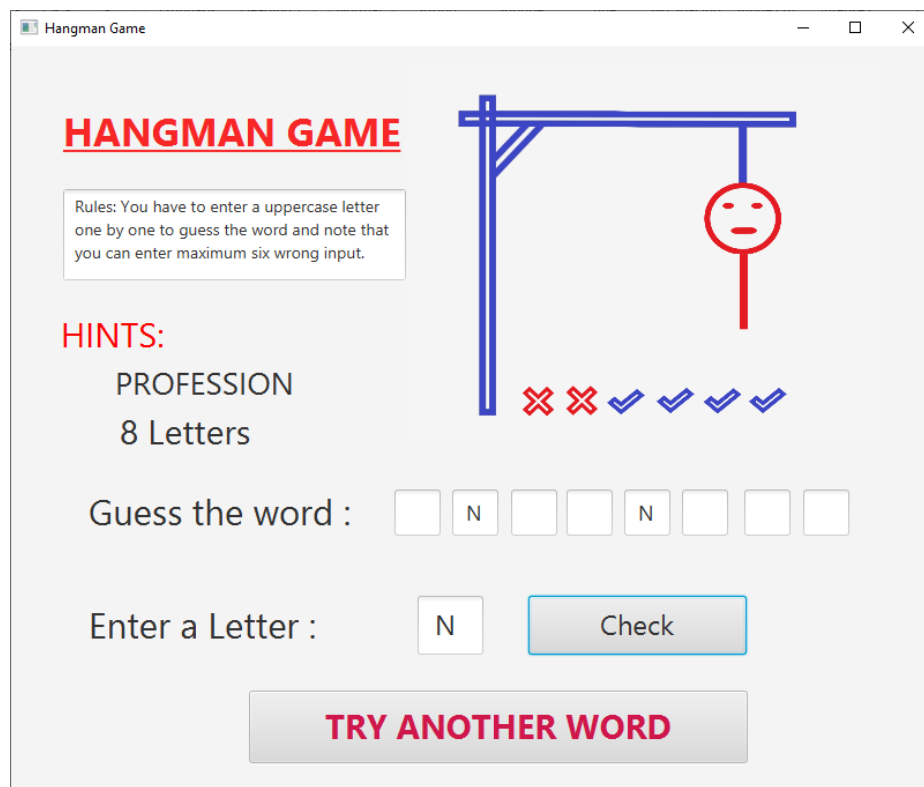 Hangman Game
HANGMAN GAME
Rules: You have to enter a uppercase letter
one by one to guess the word and note that
you can enter maximum six wrong input.
HINTS:
PROFESSION
8 Letters
Guess the word : N N
Enter a Letter : N Check
TRY ANOTHER WORD